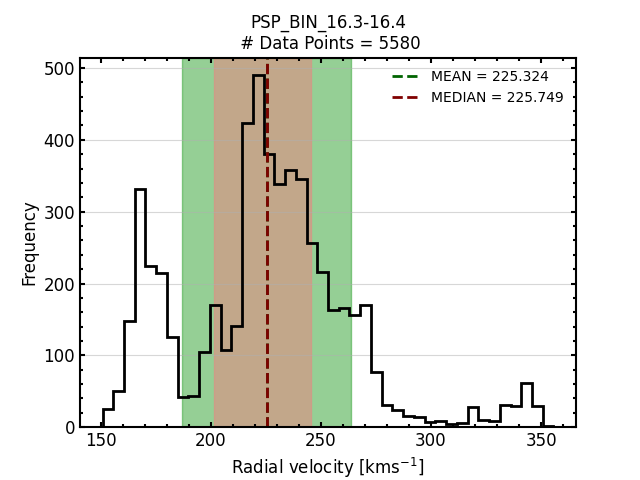 PSP_BIN_16.3-16.4
# Data Points = 5580
MEAN = 225.324
MEDIAN = 225.749
Frequency
500
400
300
200
100
0
150
200
250
300
350
Radial velocity [kms⁻¹]